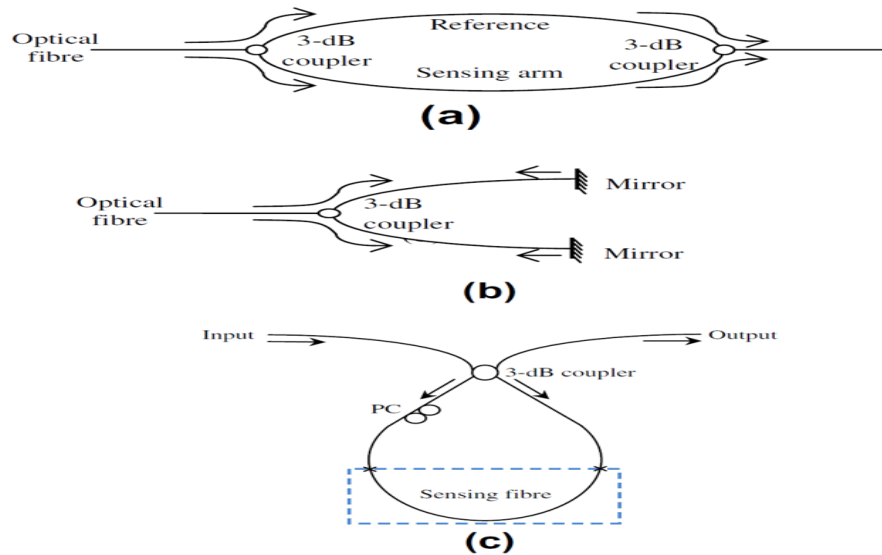 Reference
Optical
fibre
3-dB
coupler
3-dB
coupler
Sensing arm
(a)
Optical
fibre
3-dB
coupler
Mirror
Mirror
(b)
Input
Output
3-dB coupler
PC
Sensing fibre
(c)